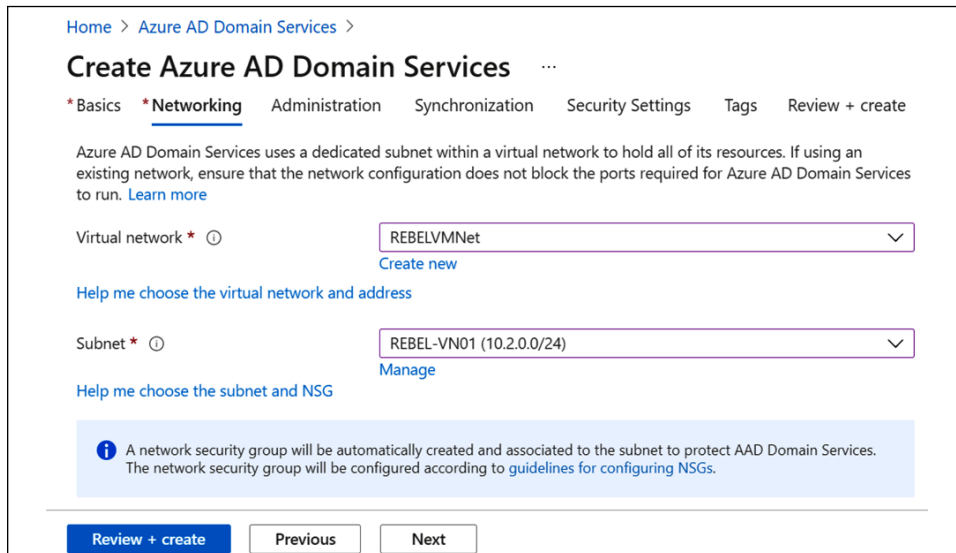 Home > Azure AD Domain Services >
Create Azure AD Domain Services ...
* Basics * Networking Administration Synchronization Security Settings Tags Review + create
Azure AD Domain Services uses a dedicated subnet within a virtual network to hold all of its resources. If using an
existing network, ensure that the network configuration does not block the ports required for Azure AD Domain Services
to run. Learn more
Virtual network * REBELVMNet
Create new
Help me choose the virtual network and address
Subnet * REBEL-VN01 (10.2.0.0/24)
Manage
Help me choose the subnet and NSG
A network security group will be automatically created and associated to the subnet to protect AAD Domain Services.
The network security group will be configured according to guidelines for configuring NSGs.
Review + create Previous Next